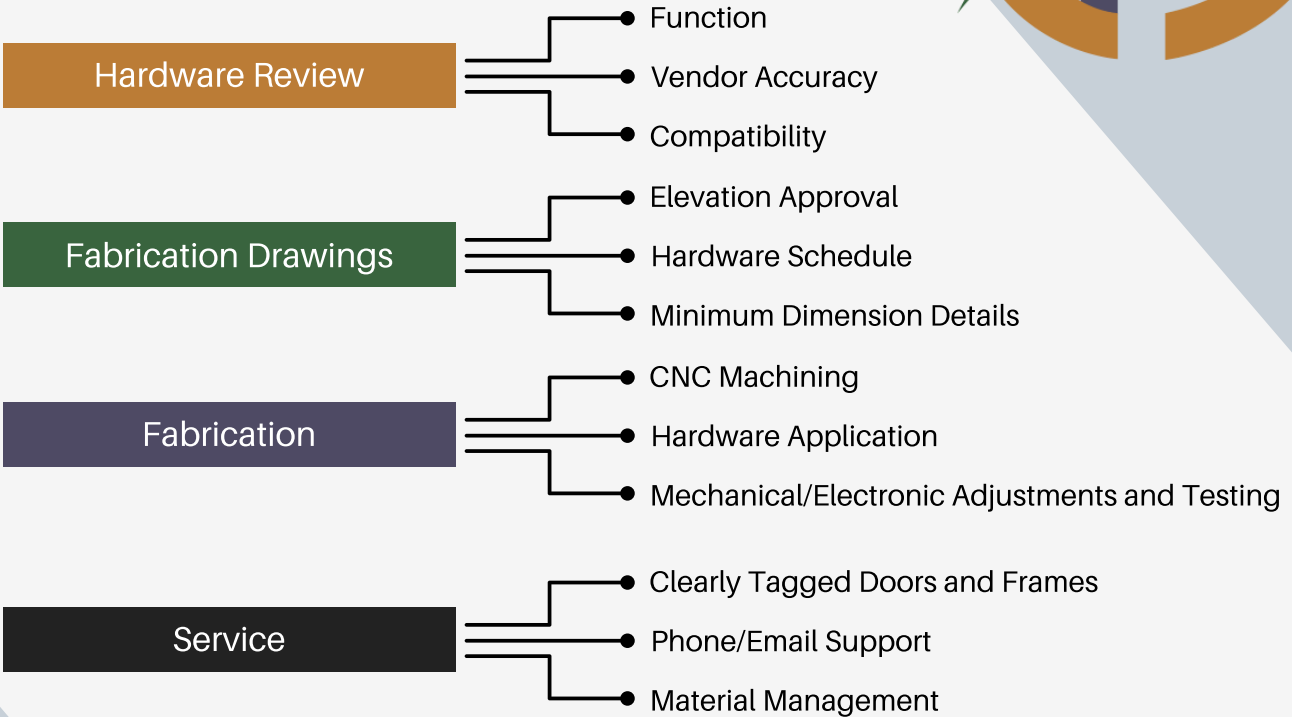 Hardware Review
Function
Vendor Accuracy
Compatibility
Fabrication Drawings
Elevation Approval
Hardware Schedule
Minimum Dimension Details
Fabrication
CNC Machining
Hardware Application
Mechanical/Electronic Adjustments and Testing
Service
Clearly Tagged Doors and Frames
Phone/Email Support
Material Management